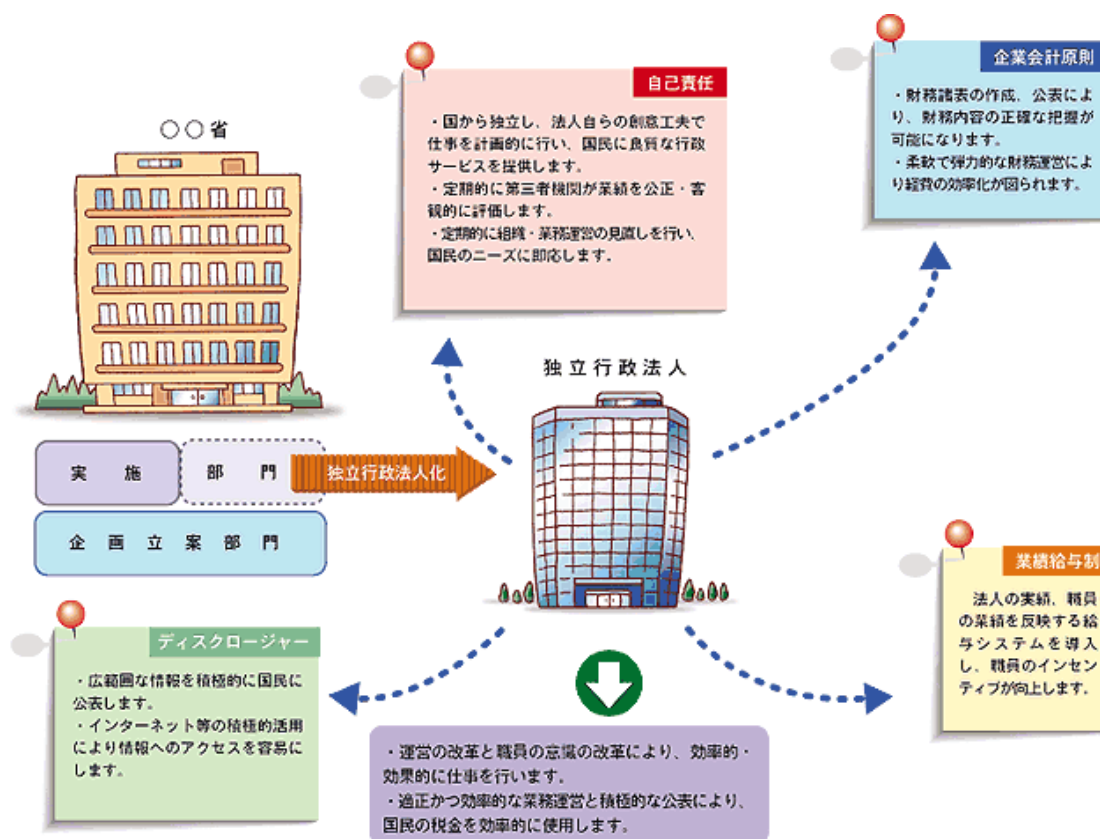 ○○省
実施
部門
企画立案部門
独立行政法人化
独立行政法人
自己責任
・国から独立し、法人自らの創意工夫で
仕事を計画的に行い、国民に良質な行政
サービスを提供します。
・定期的に第三者機関が業績を公正・客
観的に評価します。
・定期的に組織・業務運営の見直しを行い、
国民のニーズに即応します.
企業会計原則
・財務諸表の作成、公表によ
り、財務内容の正確な把握が
可能になります。
・柔軟で弾力的な財務運営によ
り経費の効率化が図られます。
ディスクロージャー
・広範囲な情報を積極的に国民に
公表します。
・インターネット等の積極的活用
により情報へのアクセスを容易に
します。
業績給与制
法人の実績、職員
の業績を反映する給
与システムを導入
し、職員のインセン
ティブが向上します。
・運営の改革と職員の意識の改革により、効率的・
効果的に仕事を行います。
・適正かつ効率的な業務運営と積極的な公表により、
国民の税金を効率的に使用します。